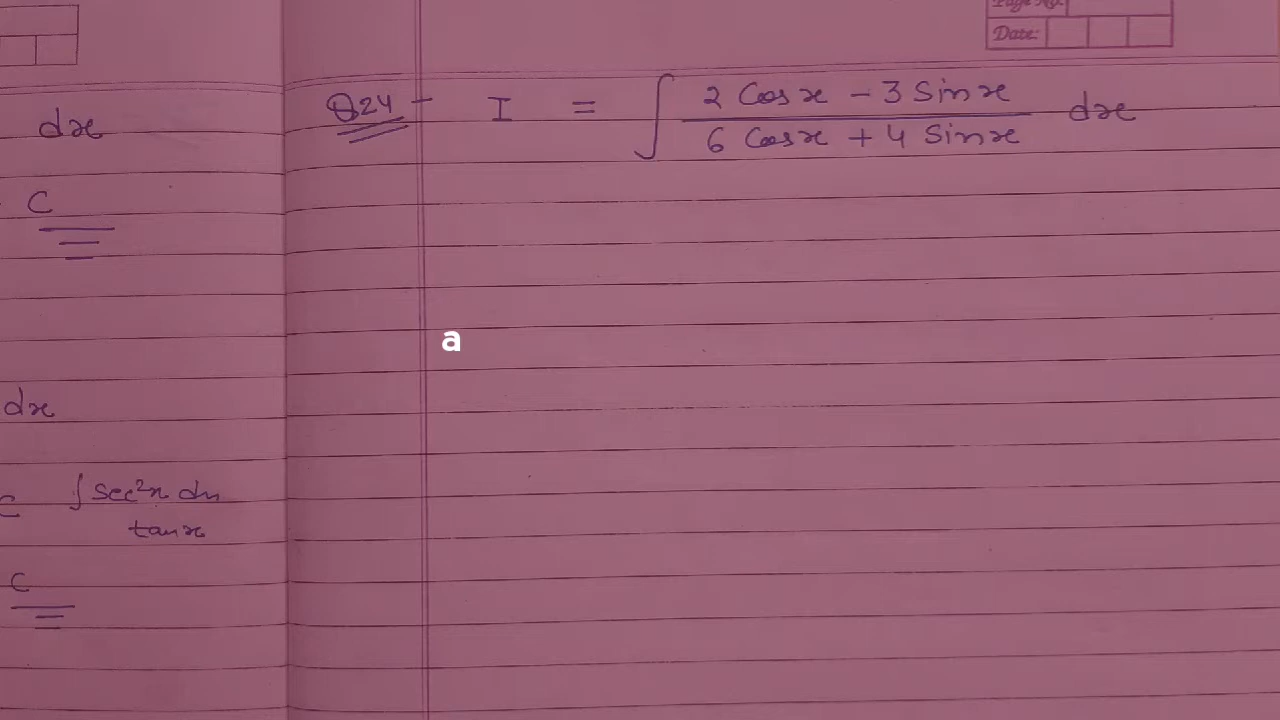 Page No.
Date:
dx
C
Q24 - I = ∫ 2 Cos x - 3 Sin x / 6 Cos x + 4 Sin x dx
a
dx
∫ sec²x dx
tan x
C